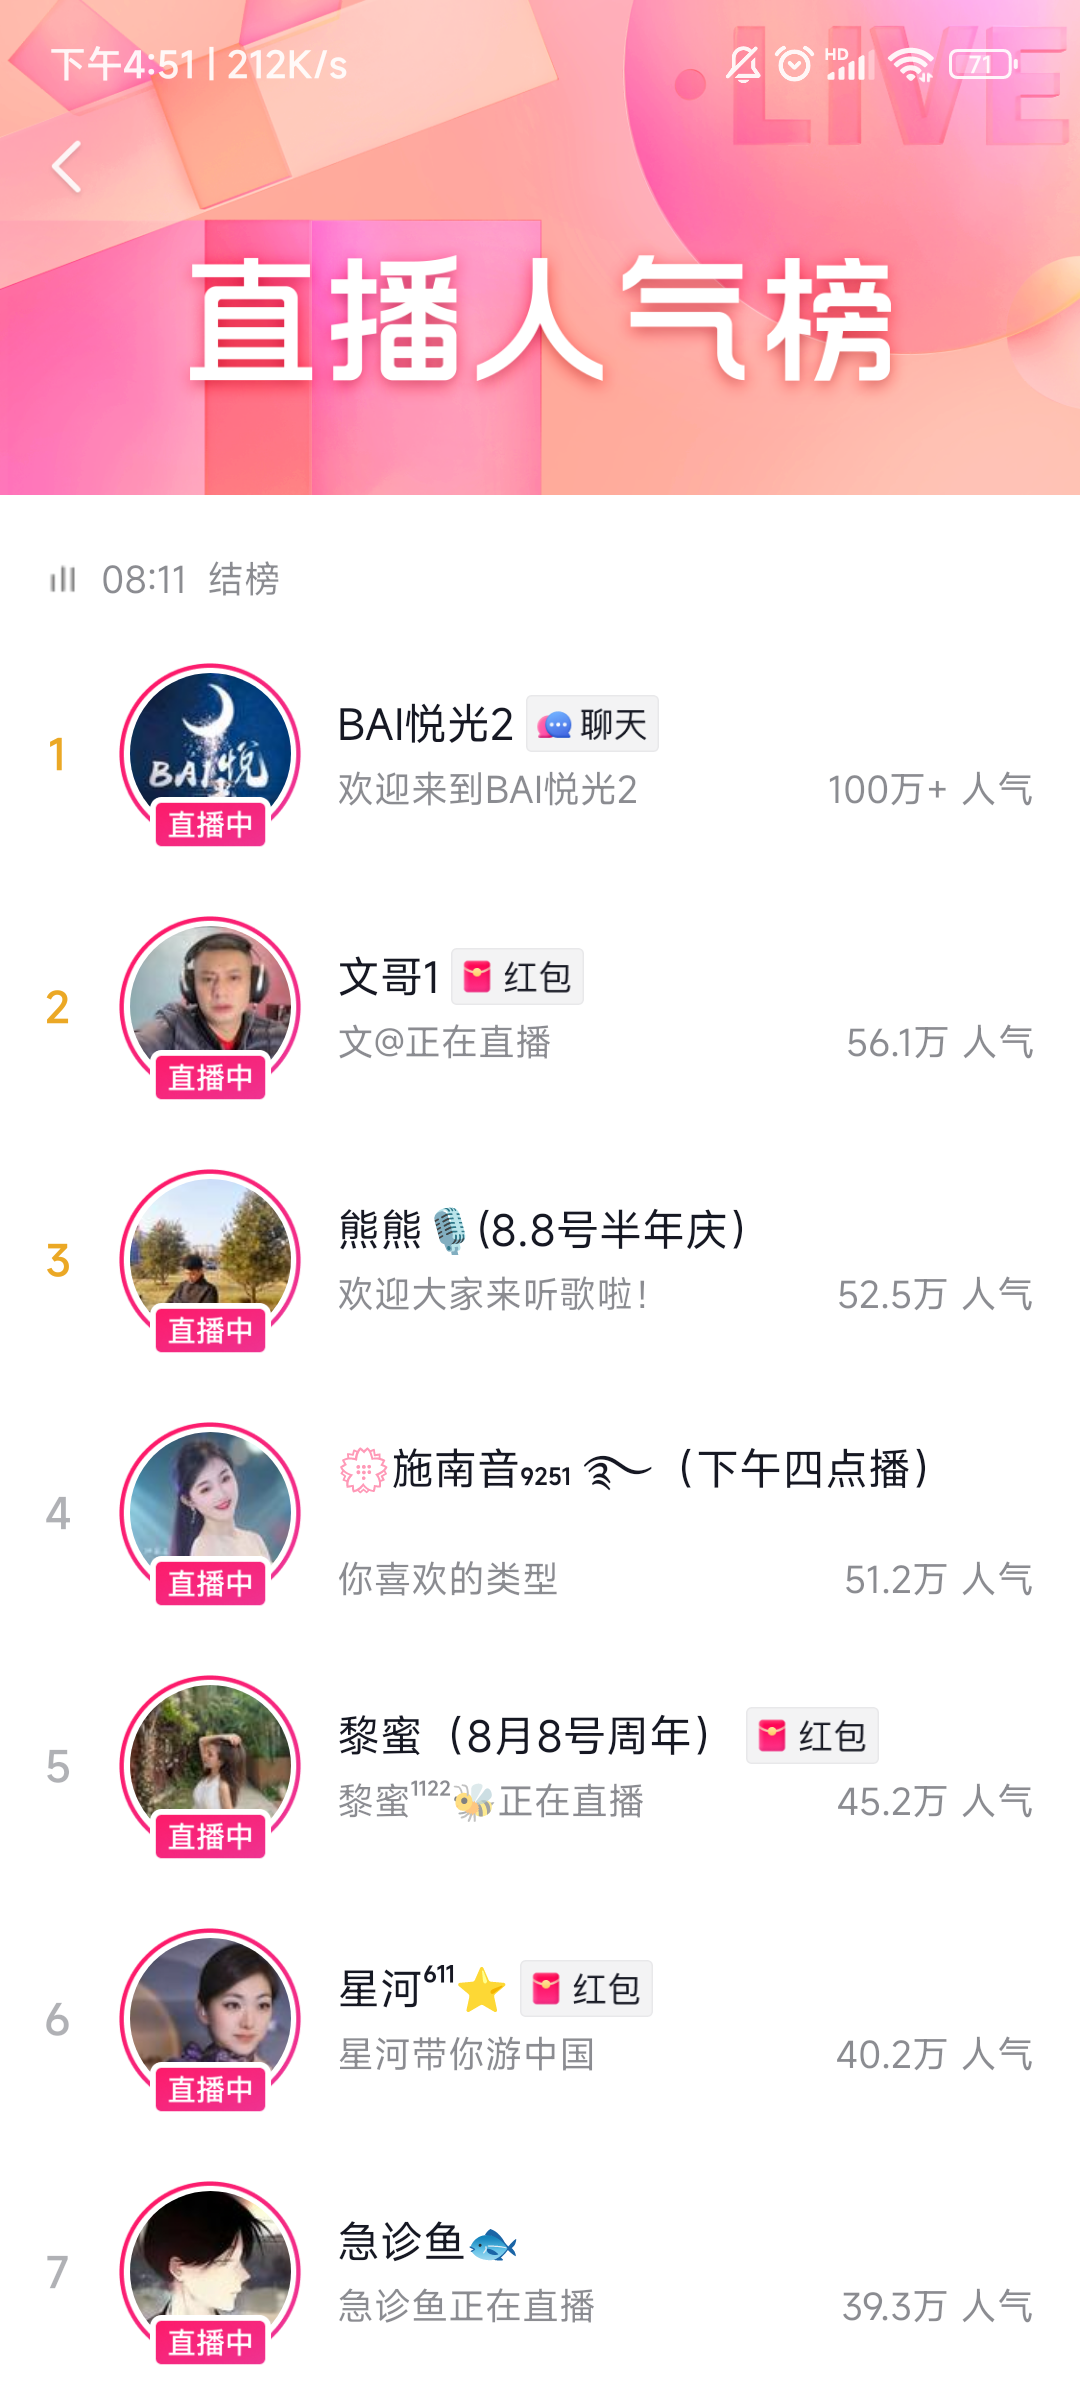 下午4:51 | 212K/s
HD
71
LIVE
直播人气榜
08:11 结榜
1
BAI悦
直播中
BAI悦光2 聊天
欢迎来到BAI悦光2
100万+ 人气
2
直播中
文哥1 红包
文@正在直播
56.1万 人气
3
直播中
熊熊🎙️(8.8号半年庆)
欢迎大家来听歌啦!
52.5万 人气
4
直播中
💮施南音₉₂₅₁ ࿐（下午四点播）
你喜欢的类型
51.2万 人气
5
直播中
黎蜜（8月8号周年） 红包
黎蜜¹¹²²🐝正在直播
45.2万 人气
6
直播中
星河⁶¹¹⭐ 红包
星河带你游中国
40.2万 人气
7
直播中
急诊鱼🐟
急诊鱼正在直播
39.3万 人气